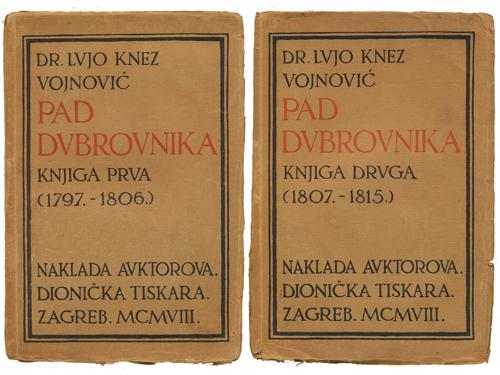 DR. LVJO KNEZ
VOJNOVIĆ
PAD
DVBROVNIKA
KNJIGA PRVA
(1797.-1806.)
NAKLADA AVKTOROVA.
DIONIČKA TISKARA.
ZAGREB. MCMVIII.
DR. LVJO KNEZ
VOJNOVIĆ
PAD
DVBROVNIKA
KNJIGA DRVGA
(1807.-1815.)
NAKLADA AVKTOROVA.
DIONIČKA TISKARA.
ZAGREB. MCMVIII.